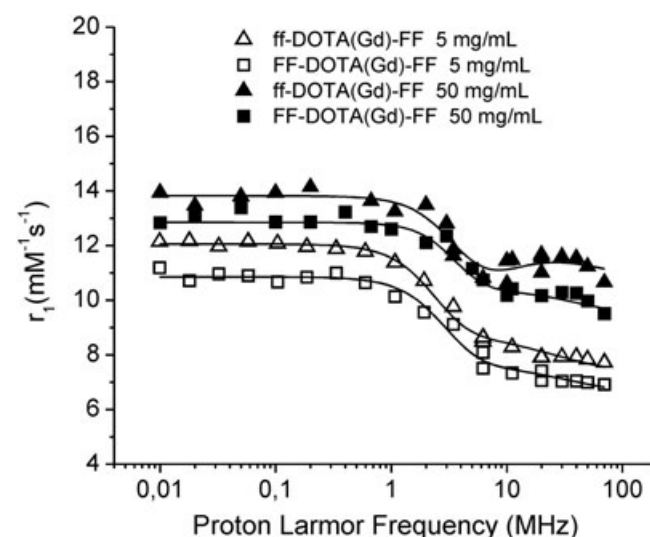 20
18
16
14
12
10
8
6
4
r₁(mM⁻¹s⁻¹)
ff-DOTA(Gd)-FF 5 mg/mL
FF-DOTA(Gd)-FF 5 mg/mL
ff-DOTA(Gd)-FF 50 mg/mL
FF-DOTA(Gd)-FF 50 mg/mL
0,01 0,1 1 10 100
Proton Larmor Frequency (MHz)